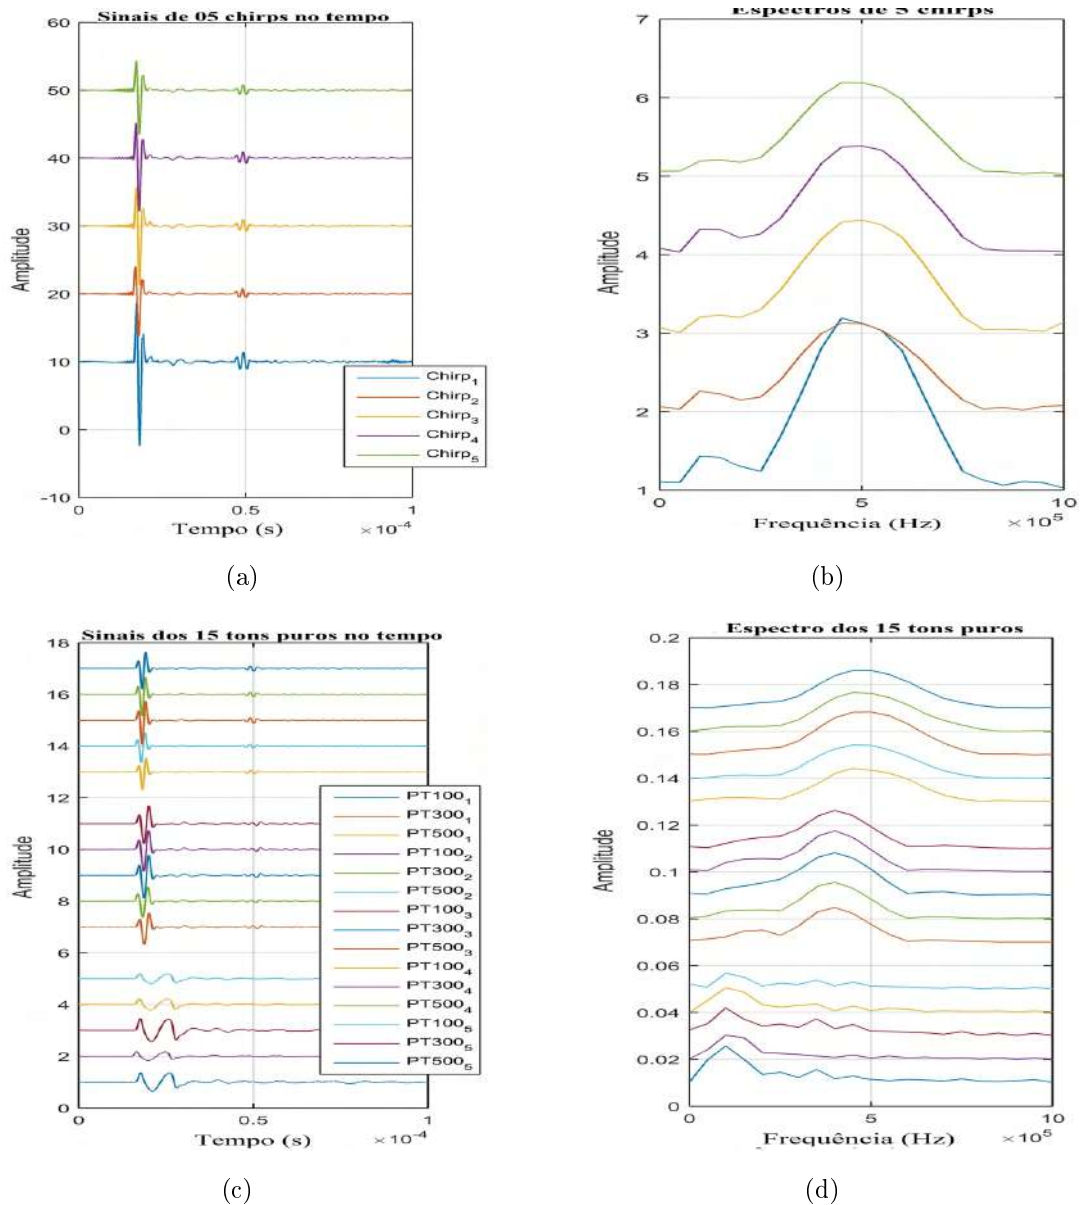 Sinais de 05 chirps no tempo
60
50
40
30
20
10
0
-10
Amplitude
0
0.5
1
Tempo (s)
×10-4
Chirp1
Chirp2
Chirp3
Chirp4
Chirp5
(a)
Espectros de 5 chirps
7
6
5
4
3
2
1
Amplitude
0
5
10
Frequência (Hz)
×10 5
(b)
Sinais dos 15 tons puros no tempo
18
16
14
12
10
8
6
4
2
0
Amplitude
0
0.5
1
Tempo (s)
×10-4
PT1001
PT3001
PT5001
PT1002
PT3002
PT5002
PT1003
PT3003
PT5003
PT1004
PT3004
PT5004
PT1005
PT3005
PT5005
(c)
Espectro dos 15 tons puros
0.2
0.18
0.16
0.14
0.12
0.1
0.08
0.06
0.04
0.02
0
Amplitude
0
5
10
Frequência (Hz)
×10 5
(d)